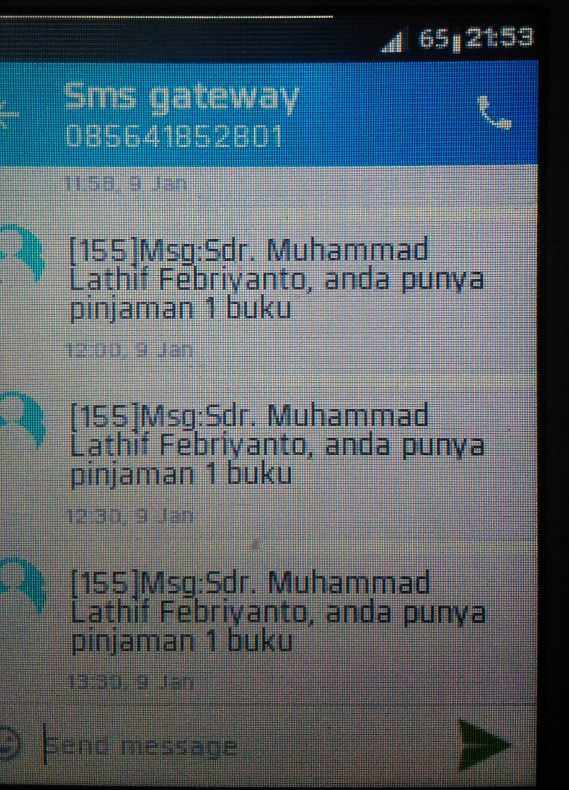 65 21:53
Sms gateway
085641852801
11:58, 9 Jan
[155]Msg:Sdr. Muhammad
Lathif Febriyanto, anda punya
pinjaman 1 buku
12:00, 9 Jan
[155]Msg:Sdr. Muhammad
Lathif Febriyanto, anda punya
pinjaman 1 buku
12:30, 9 Jan
[155]Msg:Sdr. Muhammad
Lathif Febriyanto, anda punya
pinjaman 1 buku
13:30, 9 Jan
Send message